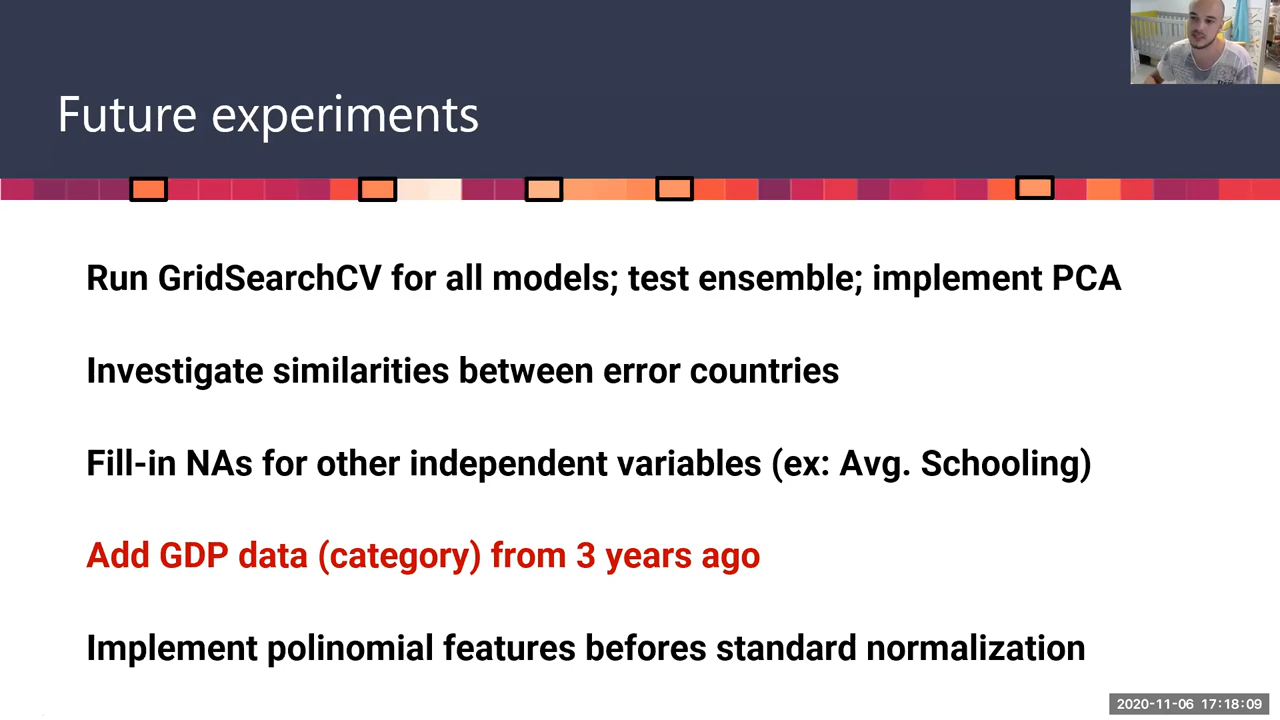 Future experiments
Run GridSearchCV for all models; test ensemble; implement PCA
Investigate similarities between error countries
Fill-in NAs for other independent variables (ex: Avg. Schooling)
Add GDP data (category) from 3 years ago
Implement polinomial features befores standard normalization
2020-11-06 17:18:09